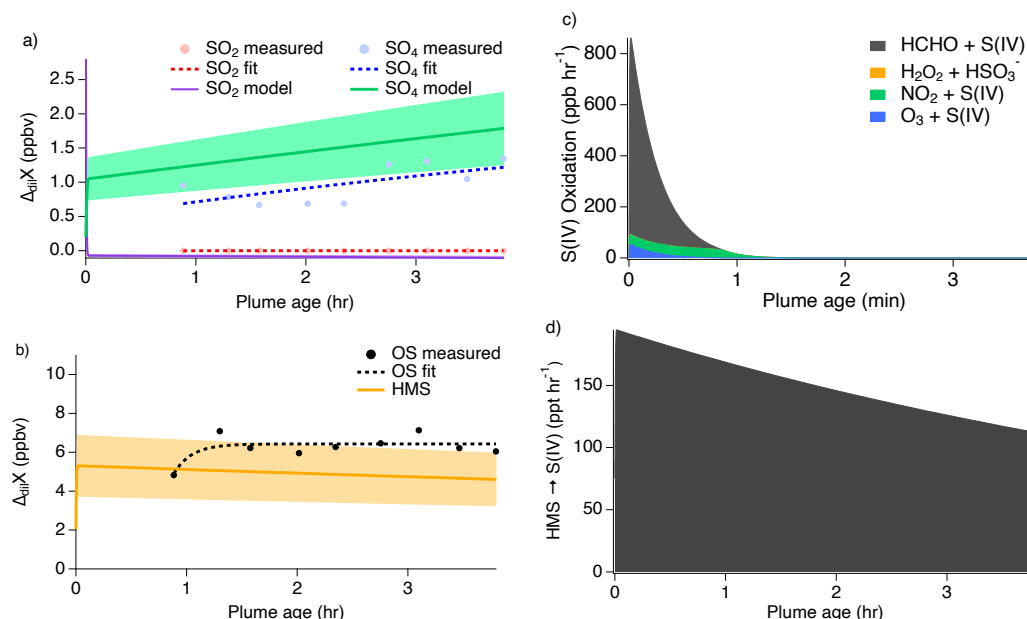 a)
SO₂ measured
SO₂ fit
SO₂ model
SO₄ measured
SO₄ fit
SO₄ model
2.5
2.0
1.5
1.0
0.5
0.0
Δ_dil X (ppbv)
0
1
2
3
Plume age (hr)
b)
OS measured
OS fit
HMS
10
8
6
4
2
0
Δ_dil X (ppbv)
0
1
2
3
Plume age (hr)
c)
HCHO + S(IV)
H₂O₂ + HSO₃⁻
NO₂ + S(IV)
O₃ + S(IV)
800
600
400
200
0
S(IV) Oxidation (ppb hr⁻¹)
0
1
2
3
Plume age (min)
d)
150
100
50
0
HMS → S(IV) (ppt hr⁻¹)
0
1
2
3
Plume age (hr)